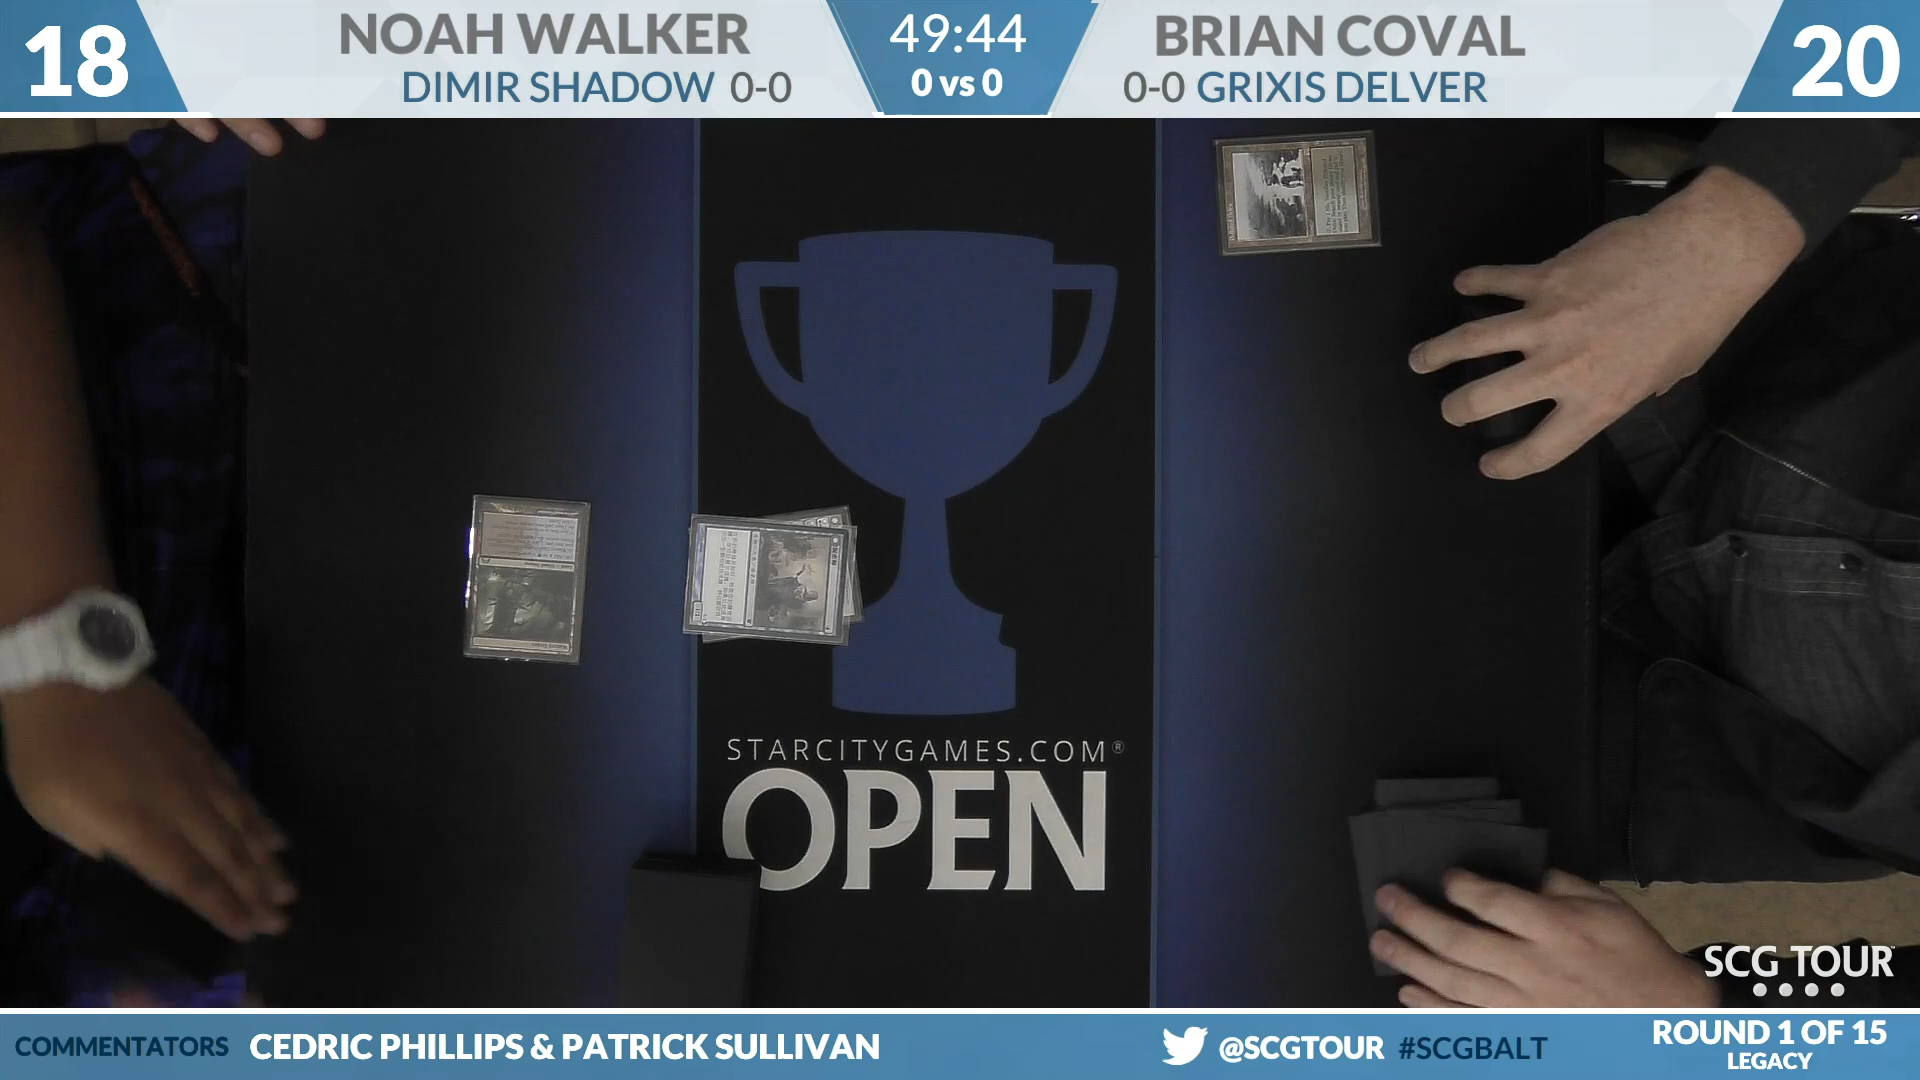 18
NOAH WALKER
DIMIR SHADOW 0-0
49:44
0 vs 0
BRIAN COVAL
0-0 GRIXIS DELVER
20
STARCITYGAMES.COM®
OPEN
SCG TOUR™
COMMENTATORS CEDRIC PHILLIPS & PATRICK SULLIVAN
@SCGTOUR #SCGBALT
ROUND 1 OF 15
LEGACY